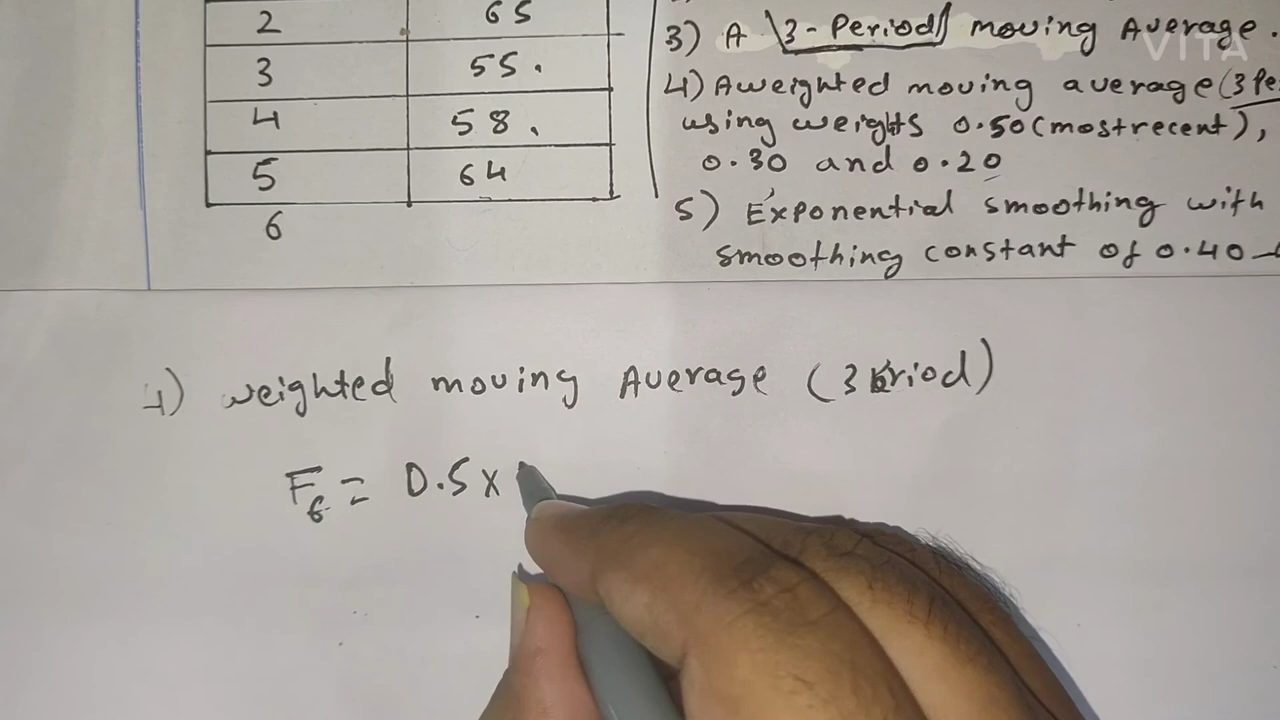 2 65
3 55.
4 58.
5 64
6
3) A 3-Period moving Average.
4) A weighted moving average (3 Pe
using weights 0.50 (most recent),
0.30 and 0.20
5) Exponential smoothing with
smoothing constant of 0.40
VITA
4) weighted moving Average (3 Period)
F6 = 0.5 x